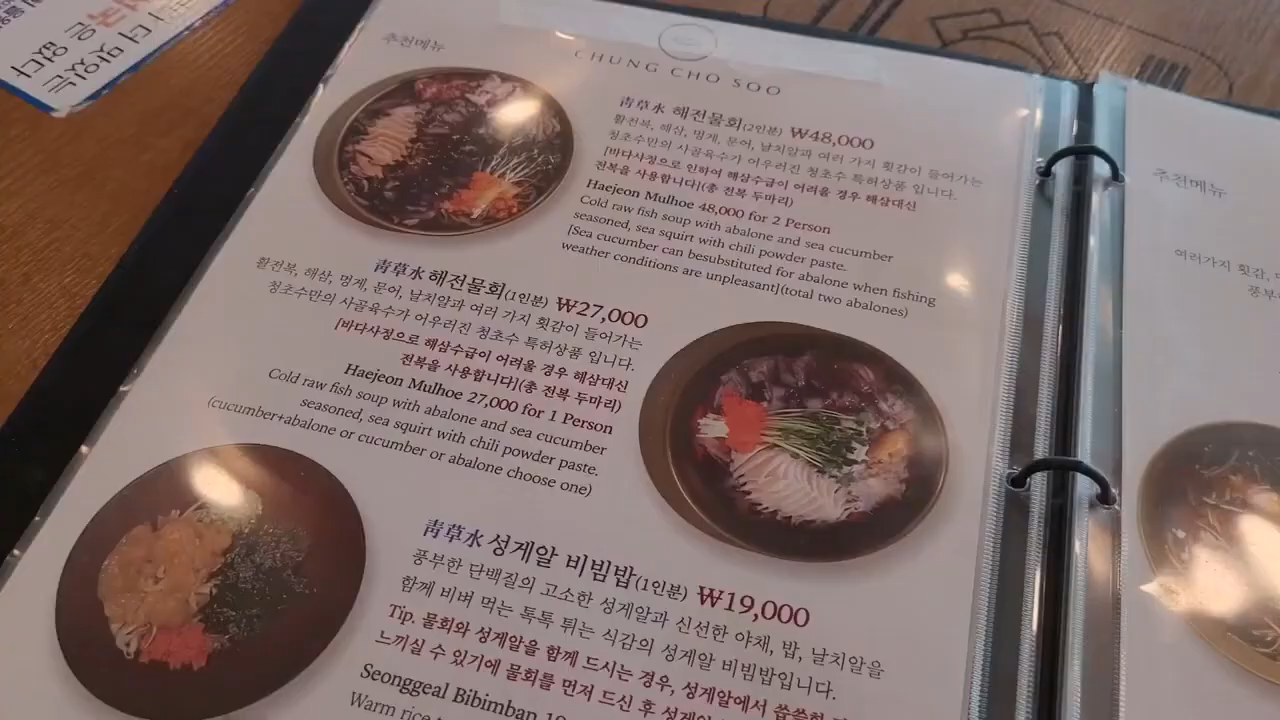 더 맛있는
은 없다
추천메뉴
CHUNG CHO SOO
靑草水 해전물회(2인분) ₩48,000
활전복, 해삼, 멍게, 문어, 날치알과 여러 가지 횟감이 들어가는
청초수만의 사골육수가 어우러진 청초수 특허상품 입니다.
[바다사정으로 인하여 해삼수급이 어려울 경우 해삼대신
전복을 사용합니다](총 전복 두마리)
Haejeon Mulhoe 48,000 for 2 Person
Cold raw fish soup with abalone and sea cucumber
seasoned, sea squirt with chili powder paste.
[Sea cucumber can besubstituted for abalone when fishing
weather conditions are unpleasant](total two abalones)
靑草水 해전물회(1인분) ₩27,000
활전복, 해삼, 멍게, 문어, 날치알과 여러 가지 횟감이 들어가는
청초수만의 사골육수가 어우러진 청초수 특허상품 입니다.
[바다사정으로 해삼수급이 어려울 경우 해삼대신
전복을 사용합니다](총 전복 두마리)
Haejeon Mulhoe 27,000 for 1 Person
Cold raw fish soup with abalone and sea cucumber
seasoned, sea squirt with chili powder paste.
(cucumber+abalone or cucumber or abalone choose one)
靑草水 성게알 비빔밥(1인분) ₩19,000
풍부한 단백질의 고소한 성게알과 신선한 야채, 밥, 날치알을
함께 비벼 먹는 톡톡 튀는 식감의 성게알 비빔밥입니다.
Tip. 물회와 성게알을 함께 드시는 경우, 성게알에서 씁쓸한
느끼실 수 있기에 물회를 먼저 드신 후 성게알
Seonggeal Bibimbap
Warm rice
추천메뉴
여러가지 횟감,
풍부